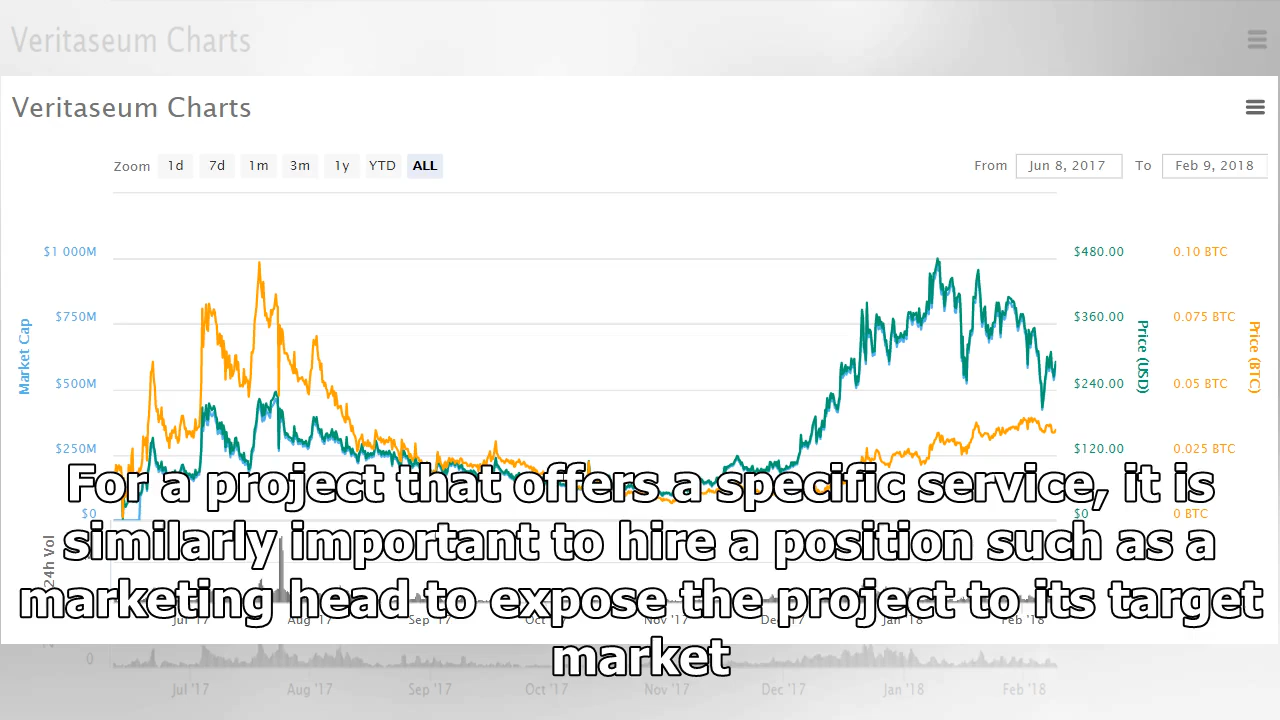 Veritaseum Charts
Veritaseum Charts
Zoom 1d 7d 1m 3m 1y YTD ALL From Jun 8, 2017 To Feb 9, 2018
$1 000M $480.00 0.10 BTC
$750M $360.00 0.075 BTC
Market Cap Price (USD) Price (BTC)
$500M $240.00 0.05 BTC
$250M $120.00 0.025 BTC
For a project that offers a specific service, it is
$0 $0 0 BTC
similarly important to hire a position such as a
24h Vol
marketing head to expose the project to its target
Jul '17 Aug '17 Sep '17 Oct Nov '17 Dec '17 Jan '18 Feb '18
market
0
Jul '17 Aug '17 Sep '17 Oct '17 Nov '17 Dec '17 Jan '18 Feb '18